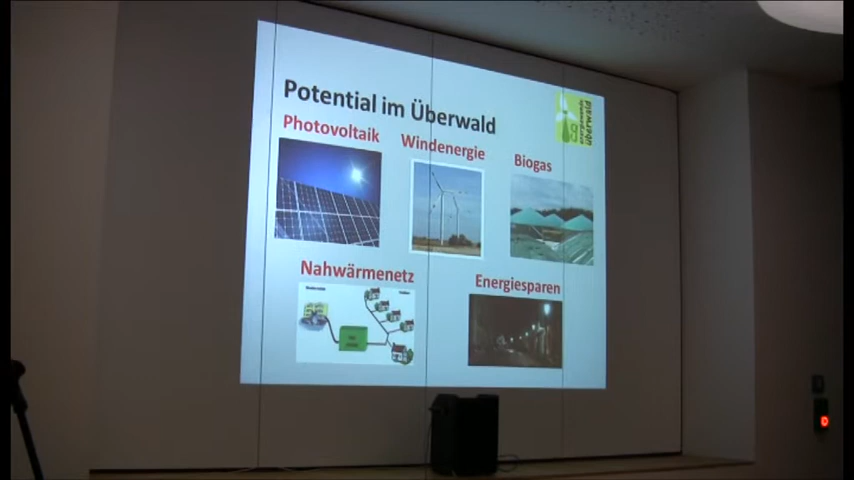 Potential im Überwald
Photovoltaik
Windenergie
Biogas
Nahwärmenetz
Energiesparen